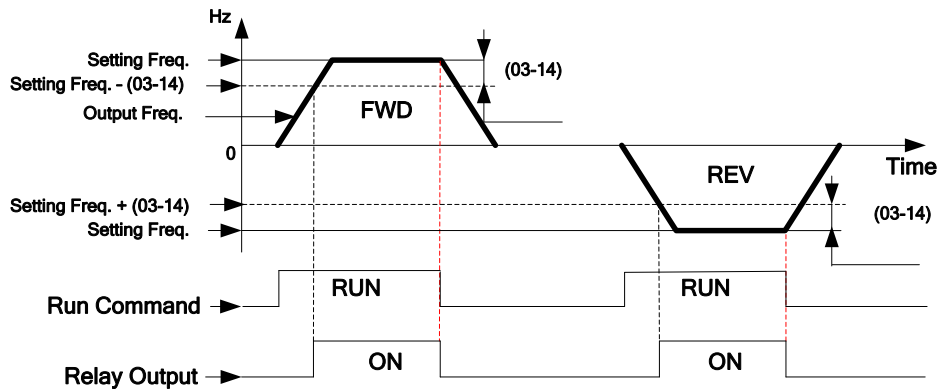 Hz
Setting Freq.
Setting Freq. - (03-14)
(03-14)
Output Freq.
FWD
0
Time
REV
Setting Freq. + (03-14)
(03-14)
Setting Freq.
Run Command
RUN
RUN
Relay Output
ON
ON